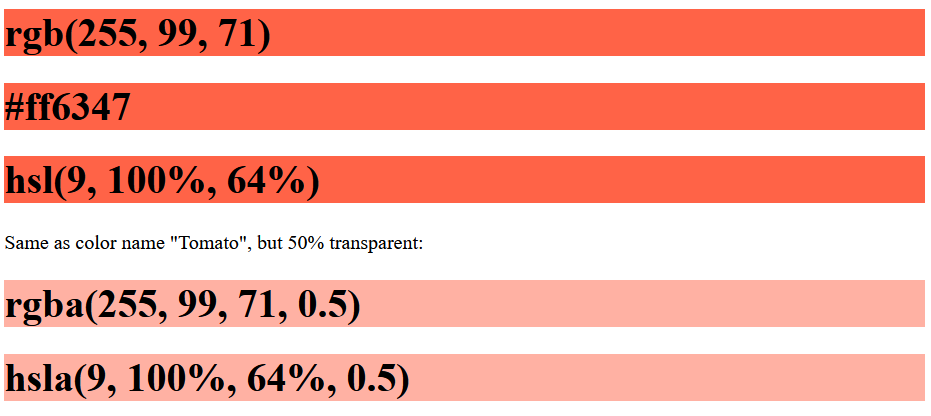 rgb(255, 99, 71)
#ff6347
hsl(9, 100%, 64%)
Same as color name "Tomato", but 50% transparent:
rgba(255, 99, 71, 0.5)
hsla(9, 100%, 64%, 0.5)